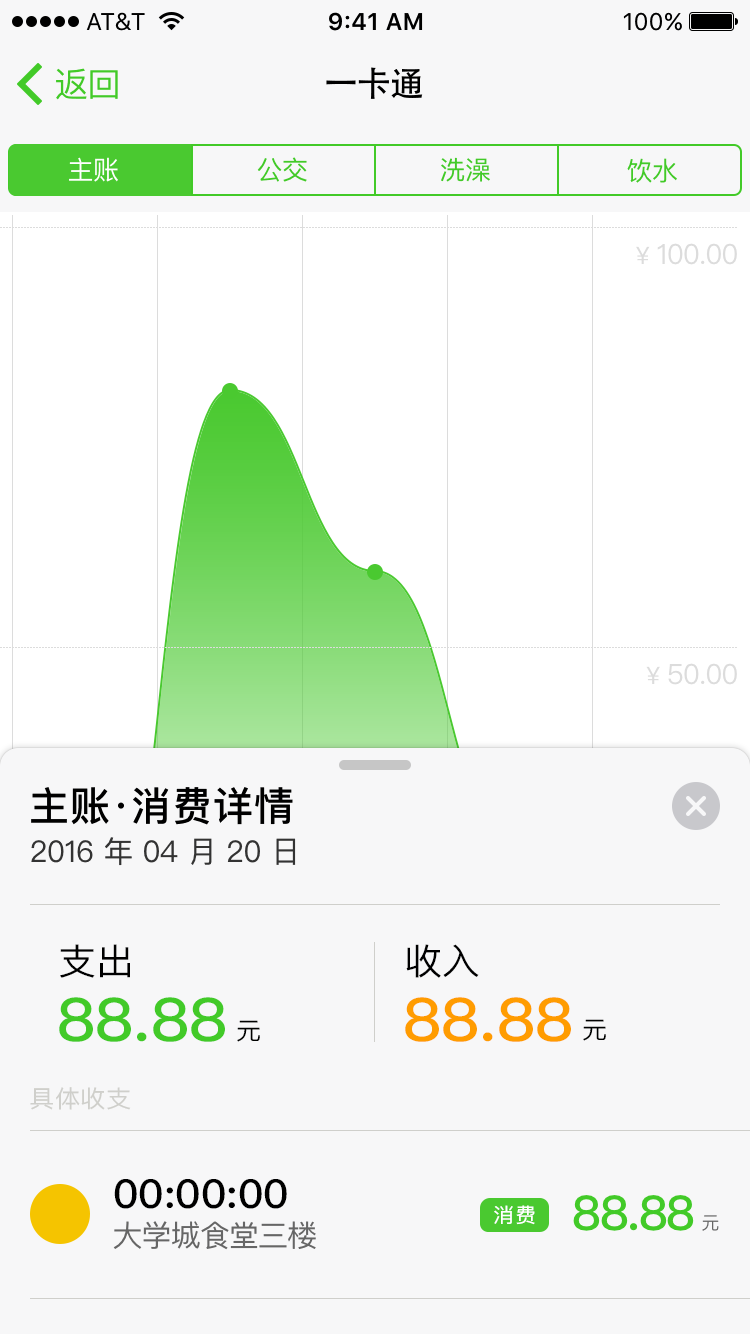 AT&T 9:41 AM 100%
返回 一卡通
主账 公交 洗澡 饮水
¥ 100.00
¥ 50.00
主账·消费详情
2016 年 04 月 20 日
支出 收入
88.88 元 88.88 元
具体收支
00:00:00
大学城食堂三楼 消费 88.88 元